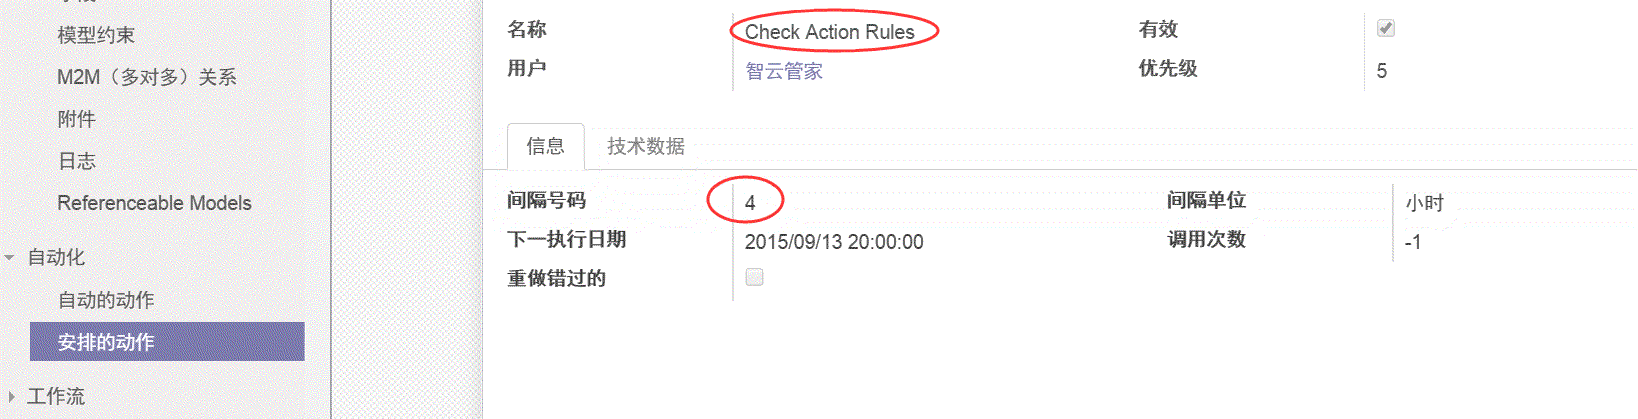 模型约束
M2M（多对多）关系
附件
日志
Referenceable Models
自动化
自动的动作
安排的动作
工作流
名称 Check Action Rules 有效
用户 智云管家 优先级 5
信息 技术数据
间隔号码 4 间隔单位 小时
下一执行日期 2015/09/13 20:00:00 调用次数 -1
重做错过的